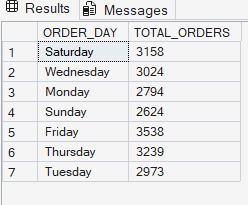 Results Messages
ORDER_DAY TOTAL_ORDERS
1 Saturday 3158
2 Wednesday 3024
3 Monday 2794
4 Sunday 2624
5 Friday 3538
6 Thursday 3239
7 Tuesday 2973